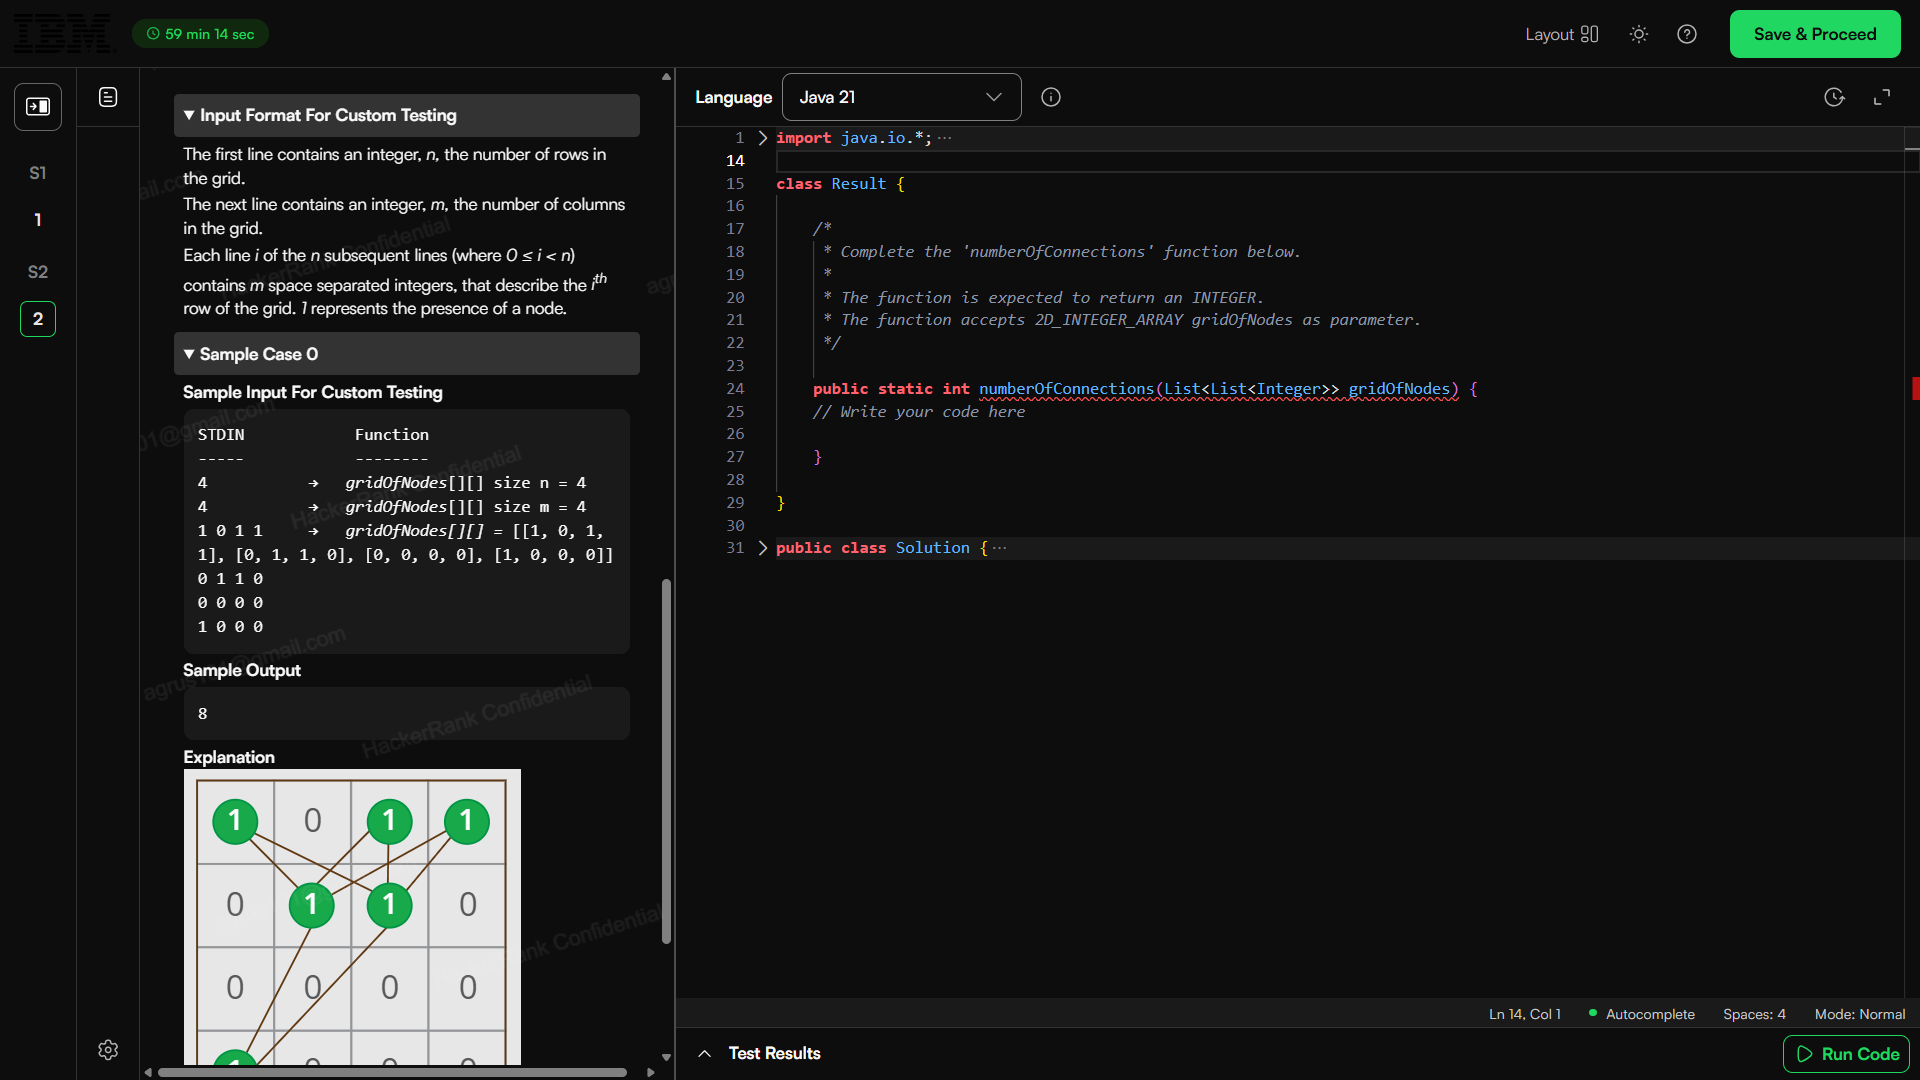 IBM
59 min 14 sec
Layout
Save & Proceed
S1
1
S2
2
Input Format For Custom Testing
The first line contains an integer, n, the number of rows in
the grid.
The next line contains an integer, m, the number of columns
in the grid.
Each line i of the n subsequent lines (where 0 ≤ i < n)
contains m space separated integers, that describe the ith
row of the grid. 1 represents the presence of a node.
Sample Case 0
Sample Input For Custom Testing
STDIN Function
----- --------
4 → gridOfNodes[][] size n = 4
4 → gridOfNodes[][] size m = 4
1 0 1 1 → gridOfNodes[][] = [[1, 0, 1,
1], [0, 1, 1, 0], [0, 0, 0, 0], [1, 0, 0, 0]]
0 1 1 0
0 0 0 0
1 0 0 0
Sample Output
8
Explanation
1 0 1 1
0 1 1 0
0 0 0 0
1 0 0 0
HackerRank Confidential
HackerRank Confidential
HackerRank Confidential
Language
Java 21
1 import java.io.*; ...
14
15 class Result {
16
17 /*
18 * Complete the 'numberOfConnections' function below.
19 *
20 * The function is expected to return an INTEGER.
21 * The function accepts 2D_INTEGER_ARRAY gridOfNodes as parameter.
22 */
23
24 public static int numberOfConnections(List<List<Integer>> gridOfNodes) {
25 // Write your code here
26
27 }
28
29 }
30
31 public class Solution { ...
Ln 14, Col 1
Autocomplete
Spaces: 4
Mode: Normal
Test Results
Run Code